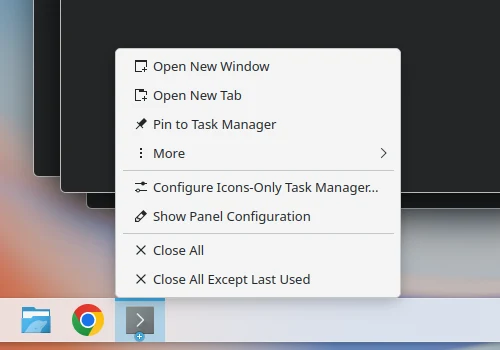 Open New Window
Open New Tab
Pin to Task Manager
More
Configure Icons-Only Task Manager...
Show Panel Configuration
Close All
Close All Except Last Used